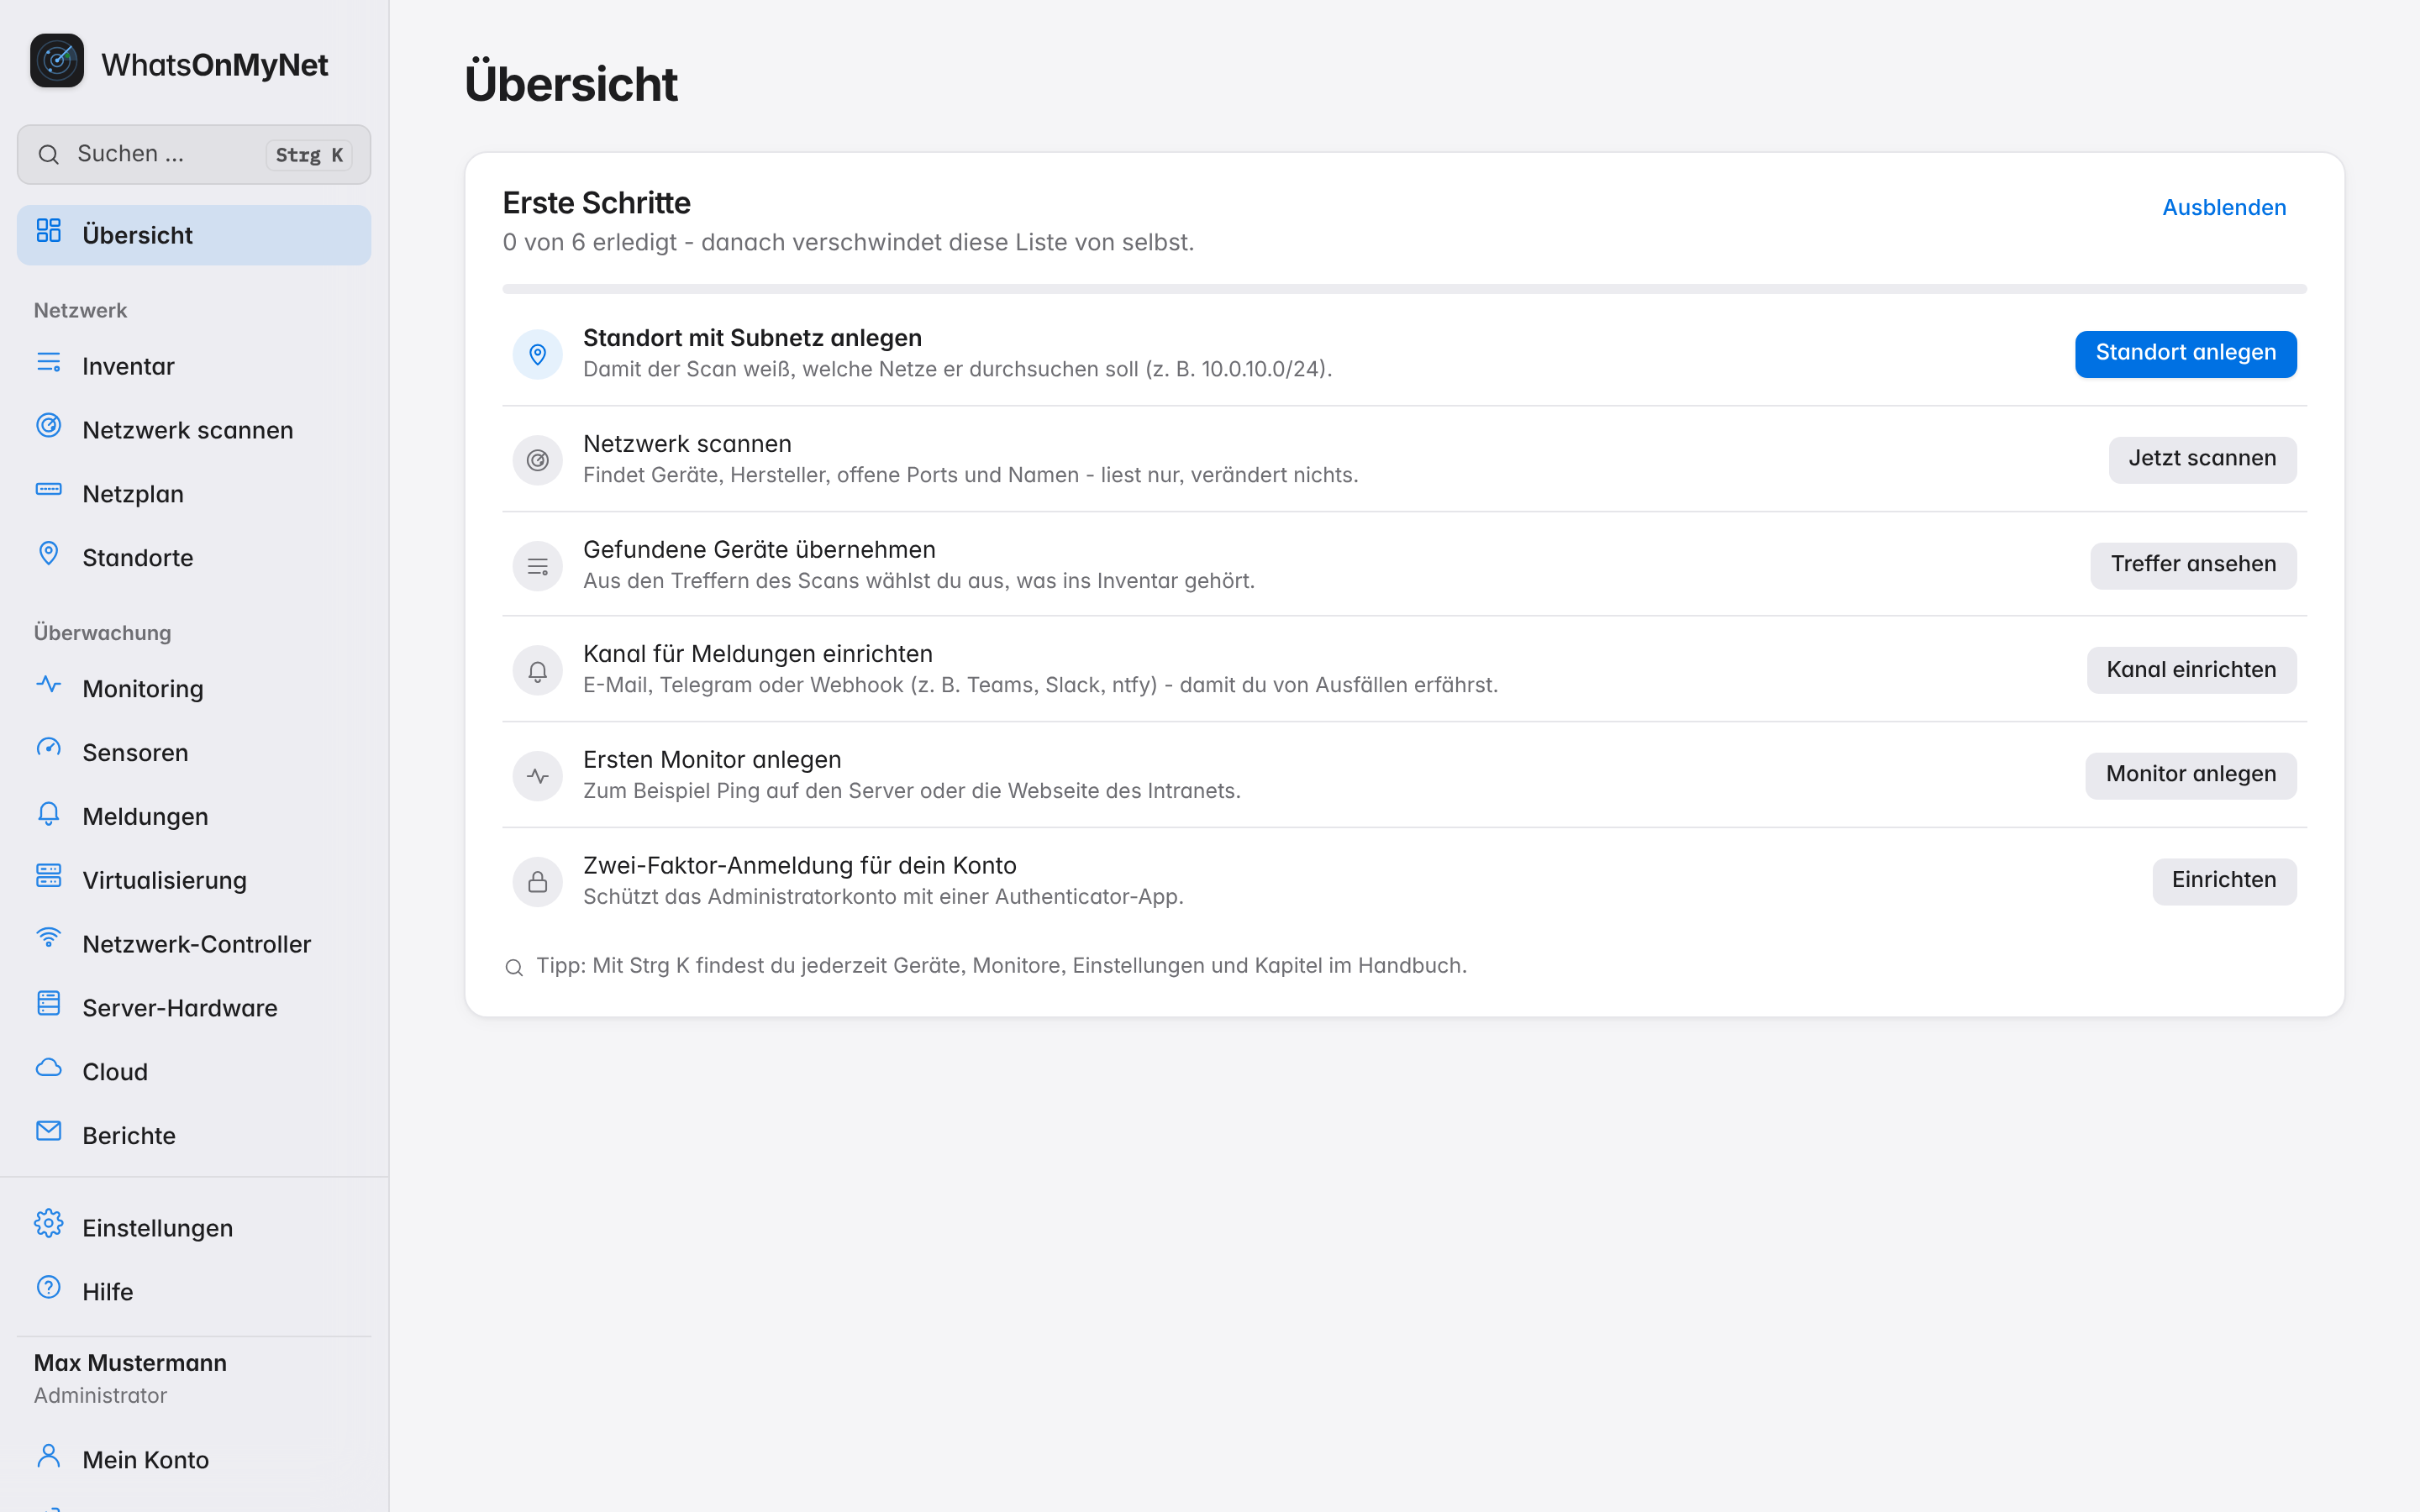 WhatsOnMyNet
Suchen ...
Strg K
Übersicht
Netzwerk
Inventar
Netzwerk scannen
Netzplan
Standorte
Überwachung
Monitoring
Sensoren
Meldungen
Virtualisierung
Netzwerk-Controller
Server-Hardware
Cloud
Berichte
Einstellungen
Hilfe
Max Mustermann
Administrator
Mein Konto
Übersicht
Erste Schritte
Ausblenden
0 von 6 erledigt - danach verschwindet diese Liste von selbst.
Standort mit Subnetz anlegen
Damit der Scan weiß, welche Netze er durchsuchen soll (z. B. 10.0.10.0/24).
Standort anlegen
Netzwerk scannen
Findet Geräte, Hersteller, offene Ports und Namen - liest nur, verändert nichts.
Jetzt scannen
Gefundene Geräte übernehmen
Aus den Treffern des Scans wählst du aus, was ins Inventar gehört.
Treffer ansehen
Kanal für Meldungen einrichten
E-Mail, Telegram oder Webhook (z. B. Teams, Slack, ntfy) - damit du von Ausfällen erfährst.
Kanal einrichten
Ersten Monitor anlegen
Zum Beispiel Ping auf den Server oder die Webseite des Intranets.
Monitor anlegen
Zwei-Faktor-Anmeldung für dein Konto
Schützt das Administratorkonto mit einer Authenticator-App.
Einrichten
Tipp: Mit Strg K findest du jederzeit Geräte, Monitore, Einstellungen und Kapitel im Handbuch.